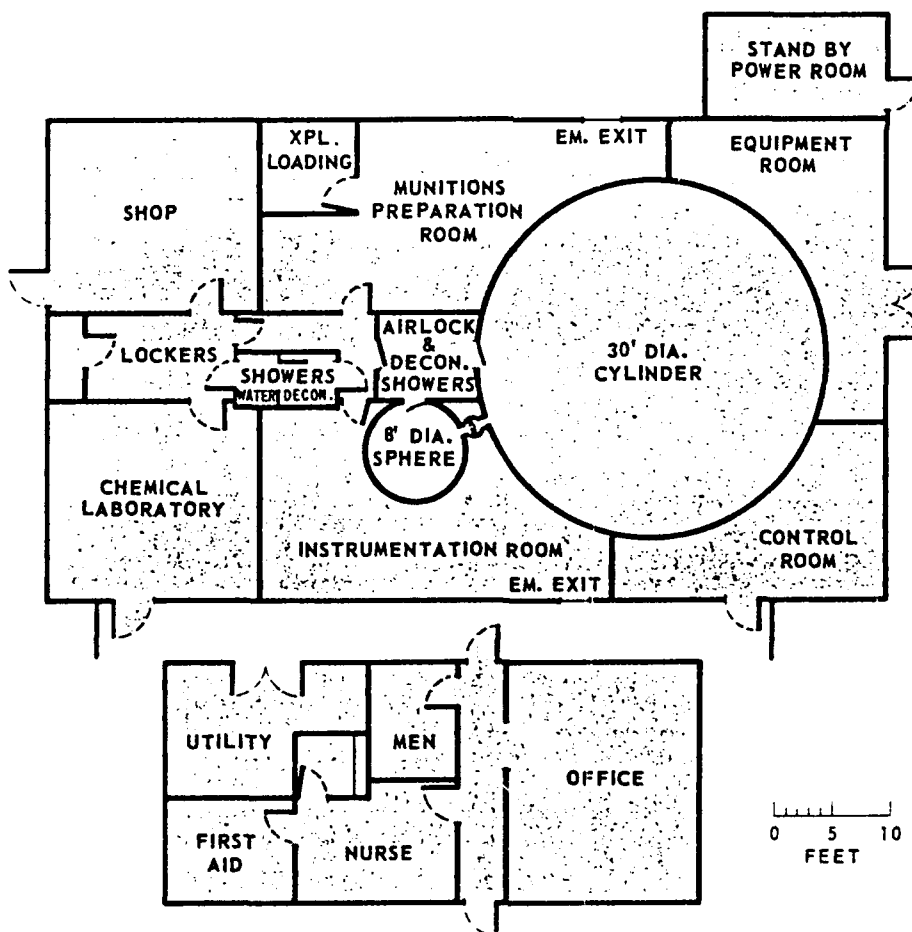 STAND BY
POWER ROOM
XPL.
LOADING
EM. EXIT
EQUIPMENT
ROOM
MUNITIONS
PREPARATION
ROOM
SHOP
AIRLOCK
&
DECON.
SHOWERS
LOCKERS
SHOWERS
WATER DECON.
30' DIA.
CYLINDER
8' DIA.
SPHERE
CHEMICAL
LABORATORY
INSTRUMENTATION ROOM
EM. EXIT
CONTROL
ROOM
UTILITY
MEN
OFFICE
FIRST
AID
NURSE
0 5 10
FEET